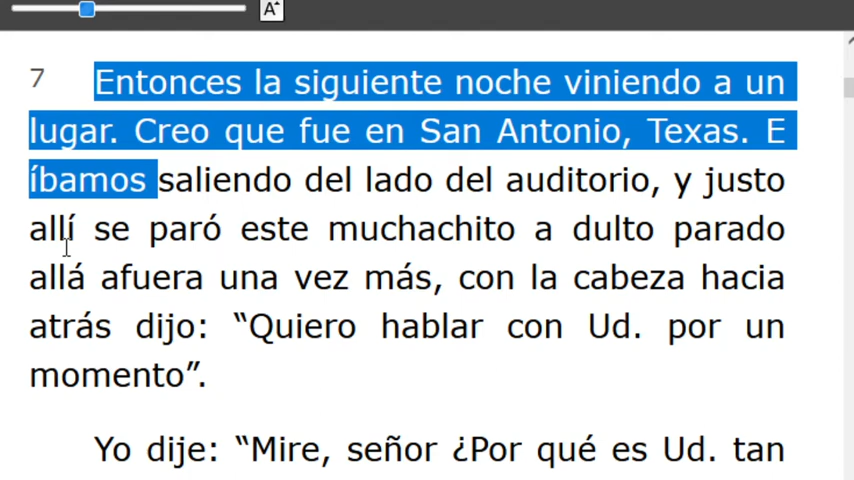 A
7 Entonces la siguiente noche viniendo a un
lugar. Creo que fue en San Antonio, Texas. E
íbamos saliendo del lado del auditorio, y justo
allí se paró este muchachito a dulto parado
allá afuera una vez más, con la cabeza hacia
atrás dijo: “Quiero hablar con Ud. por un
momento”.
Yo dije: “Mire, señor ¿Por qué es Ud. tan